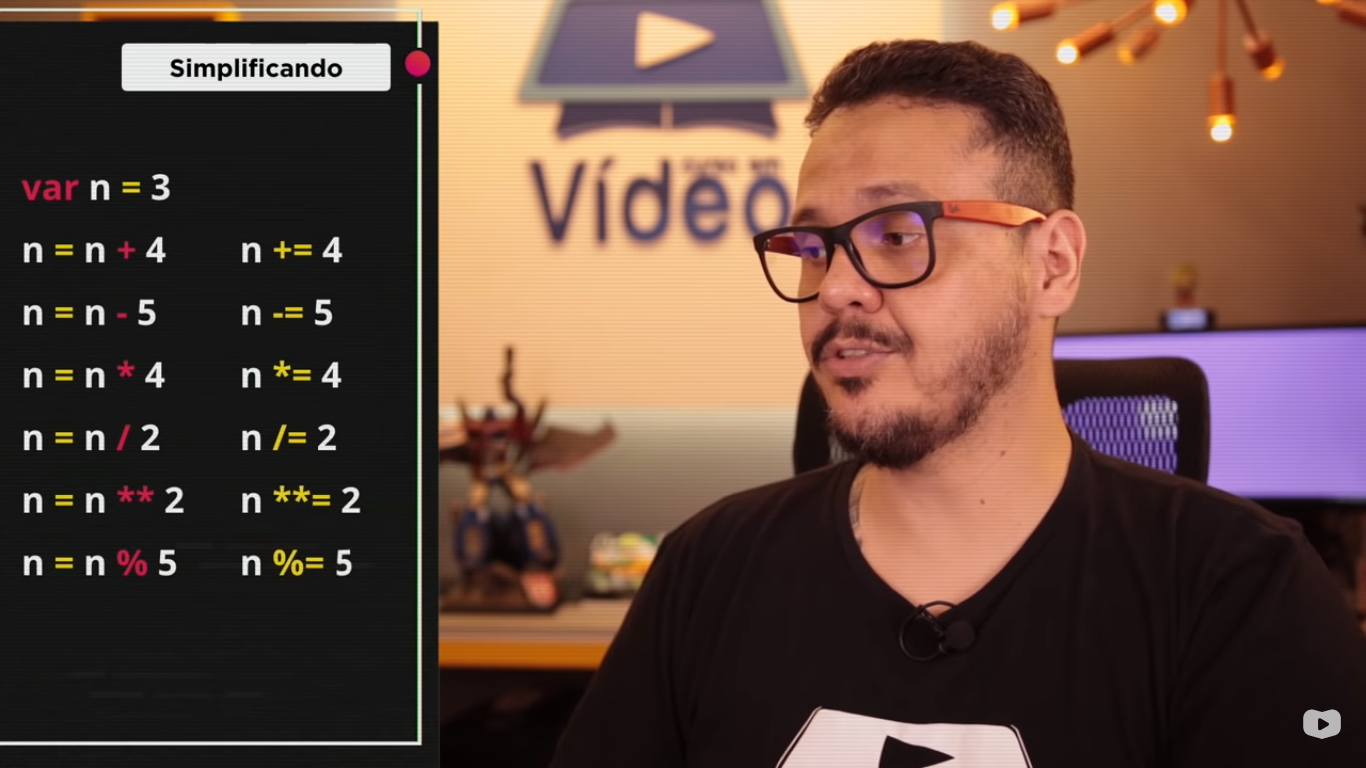 Simplificando
var n = 3
n = n + 4 n += 4
n = n - 5 n -= 5
n = n * 4 n *= 4
n = n / 2 n /= 2
n = n ** 2 n **= 2
n = n % 5 n %= 5
Vídeo